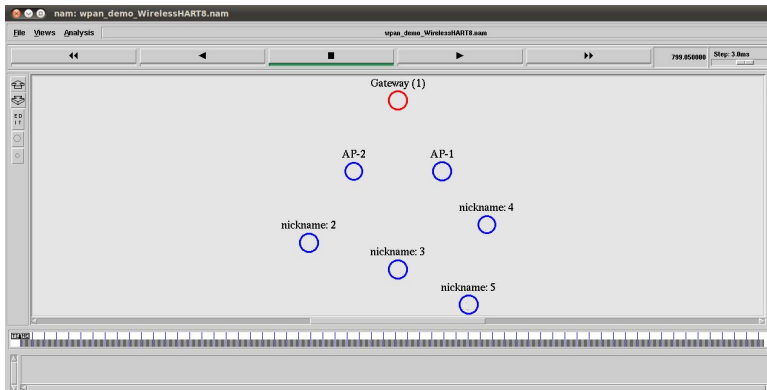 nam: wpan_demo_WirelessHART8.nam
File Views Analysis wpan_demo_WirelessHART8.nam
799.050000 Step: 3.0ms
Gateway (1)
AP-2 AP-1
nickname: 4
nickname: 2
nickname: 3
nickname: 5